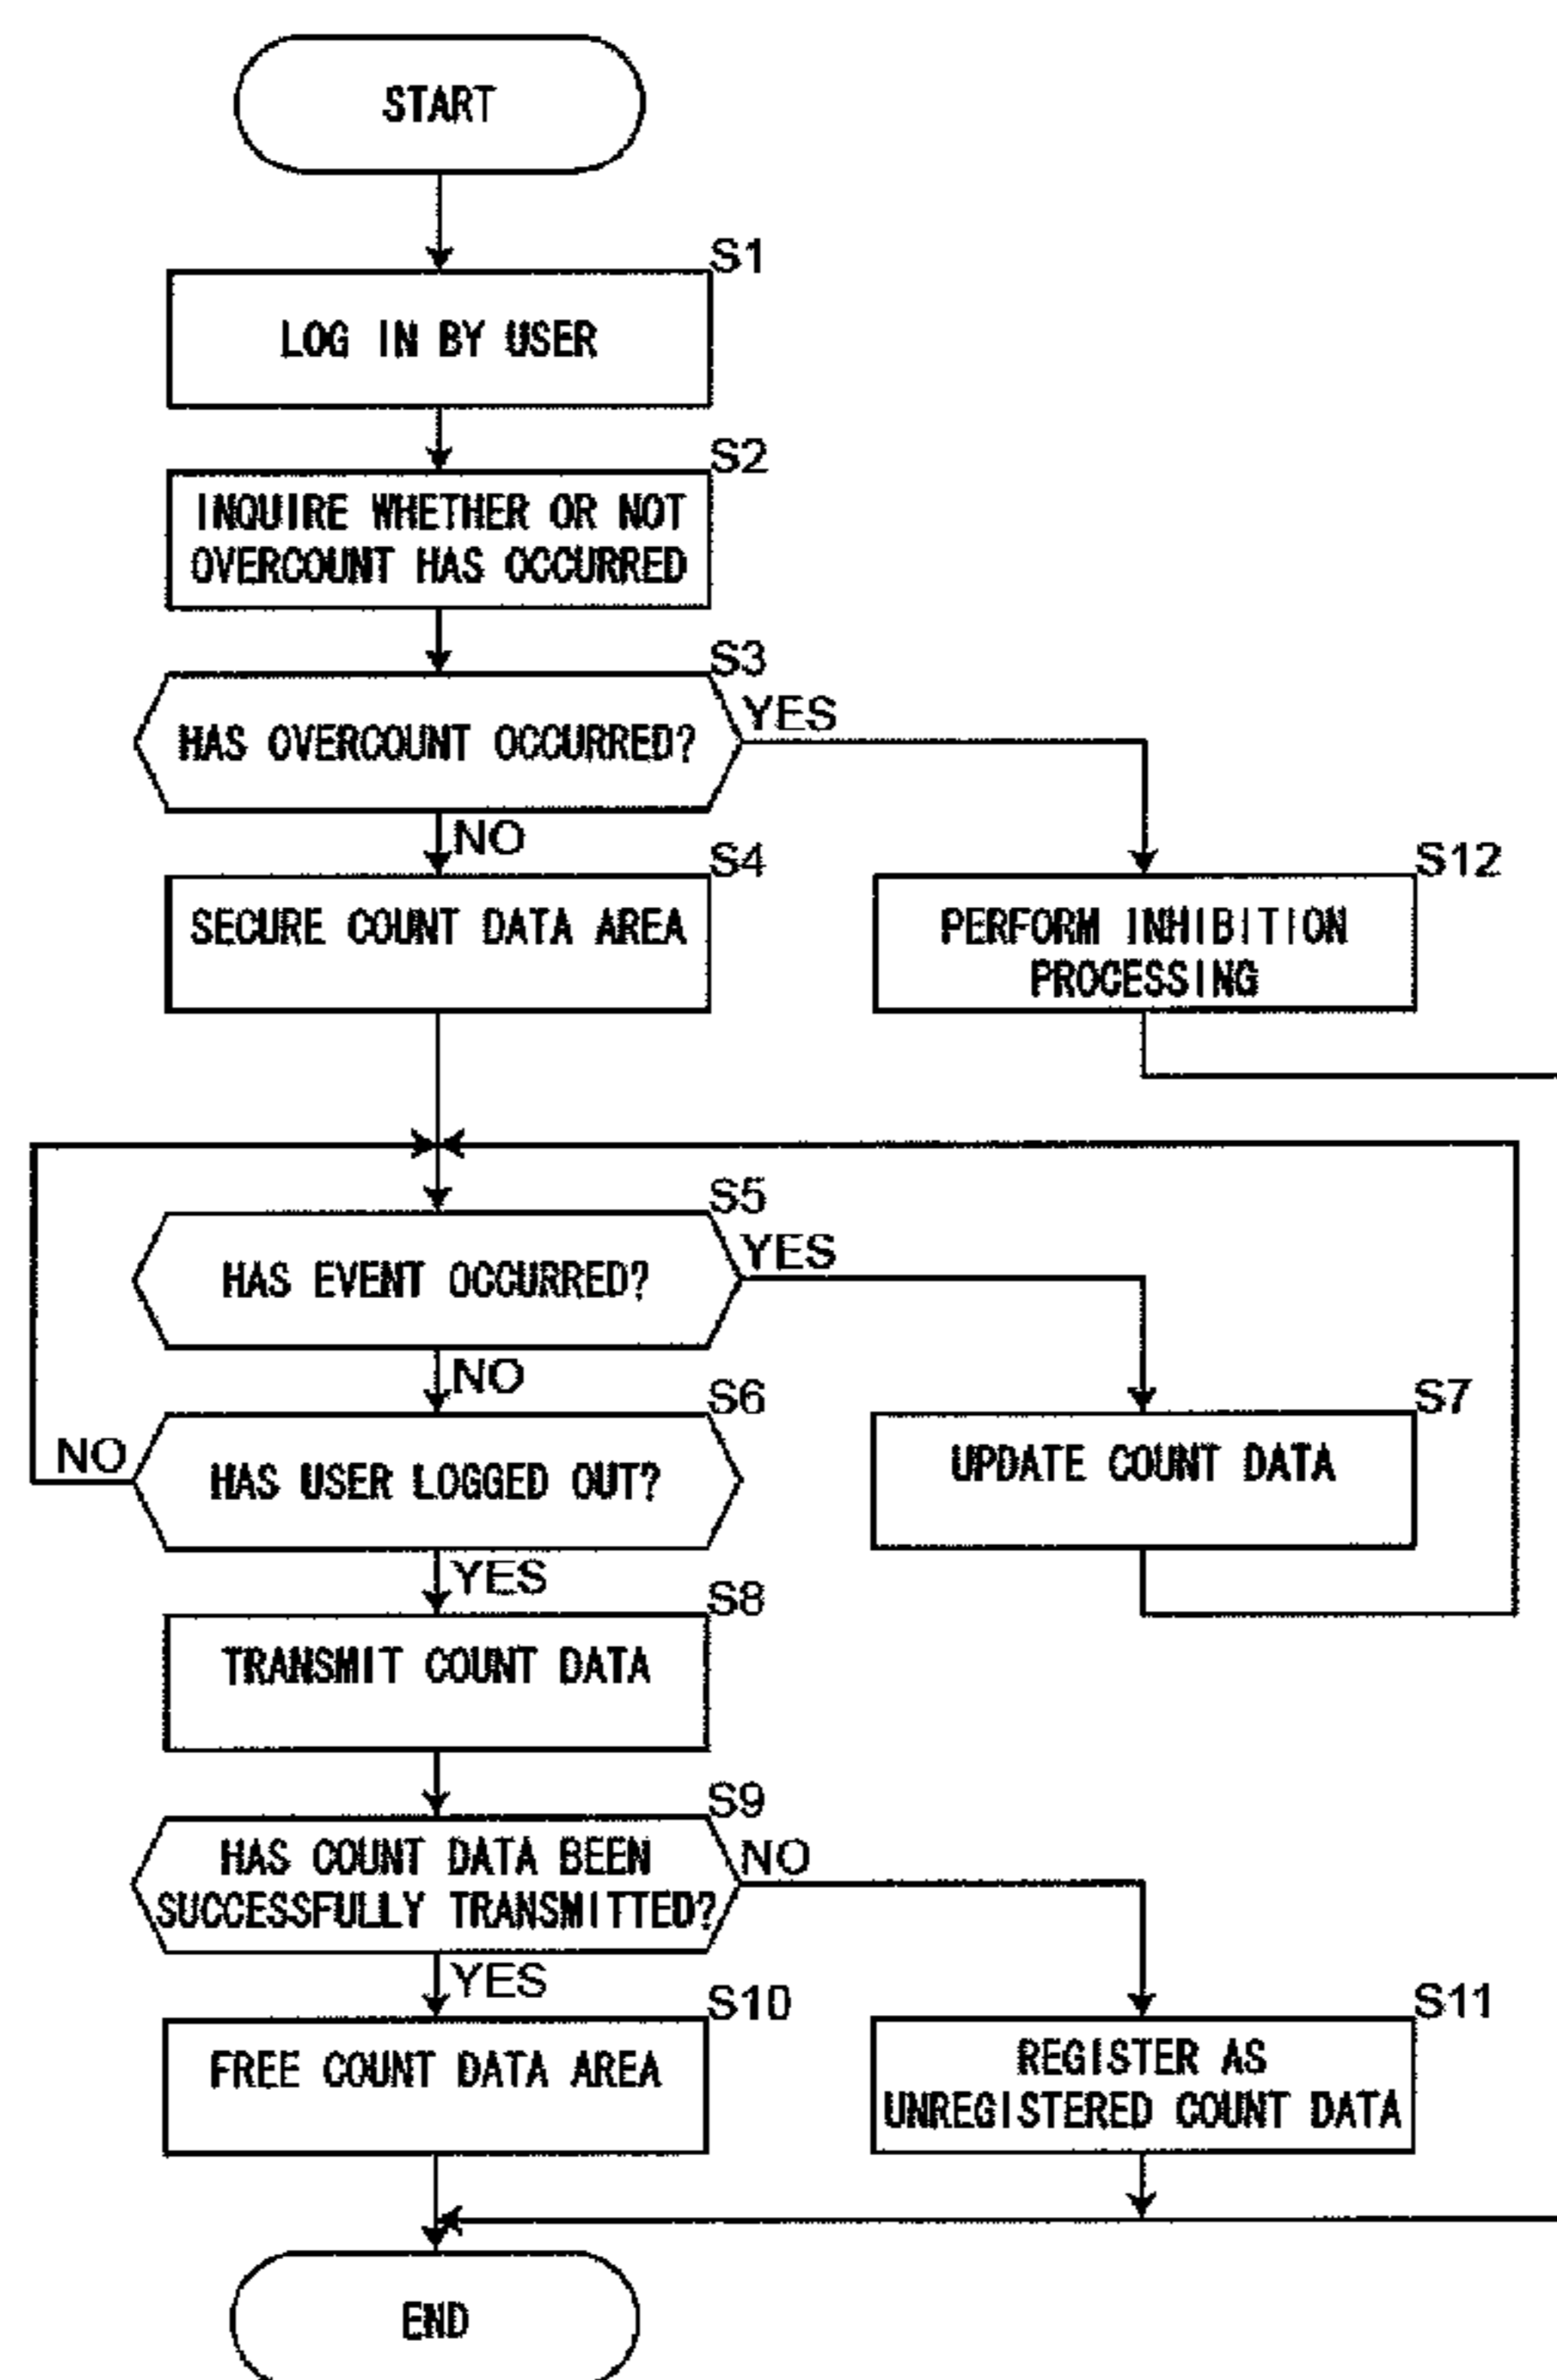 START
S1
LOG IN BY USER
S2
INQUIRE WHETHER OR NOT
OVERCOUNT HAS OCCURRED
S3
HAS OVERCOUNT OCCURRED?
YES
NO
S4
SECURE COUNT DATA AREA
S12
PERFORM INHIBITION
PROCESSING
S5
HAS EVENT OCCURRED?
YES
NO
S6
HAS USER LOGGED OUT?
NO
YES
S7
UPDATE COUNT DATA
S8
TRANSMIT COUNT DATA
S9
HAS COUNT DATA BEEN
SUCCESSFULLY TRANSMITTED?
NO
YES
S10
FREE COUNT DATA AREA
S11
REGISTER AS
UNREGISTERED COUNT DATA
END